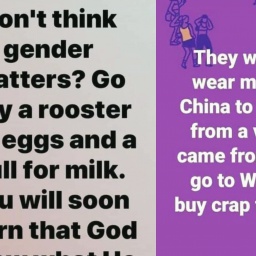 on't think
gender
atters? Go
y a rooster
eggs and a
ll for milk.
u will soon
rn that God
They w
wear m
China to
from a
came fro
go to W
buy crap